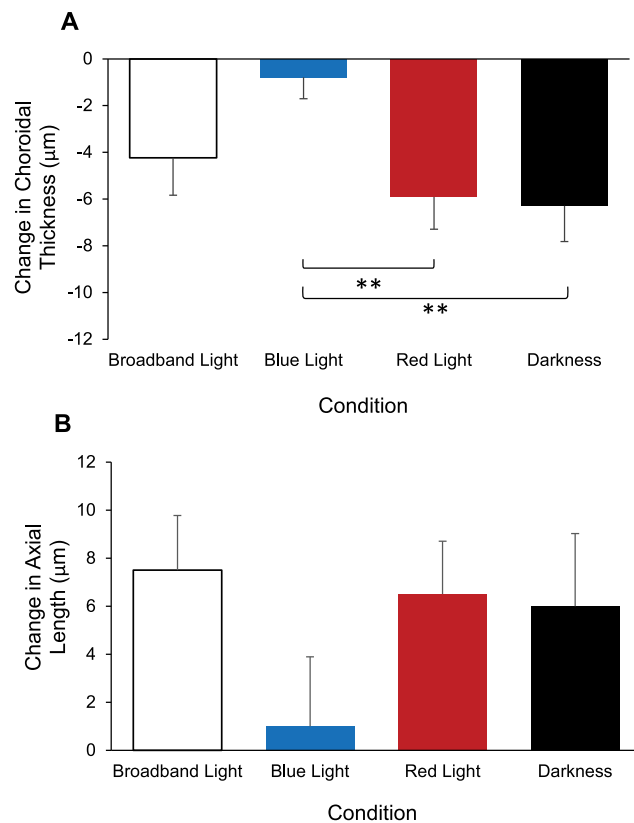 A
Change in Choroidal
Thickness (μm)
0
-2
-4
-6
-8
-10
-12
**
**
Broadband Light Blue Light Red Light Darkness
Condition
B
Change in Axial
Length (μm)
12
10
8
6
4
2
0
Broadband Light Blue Light Red Light Darkness
Condition